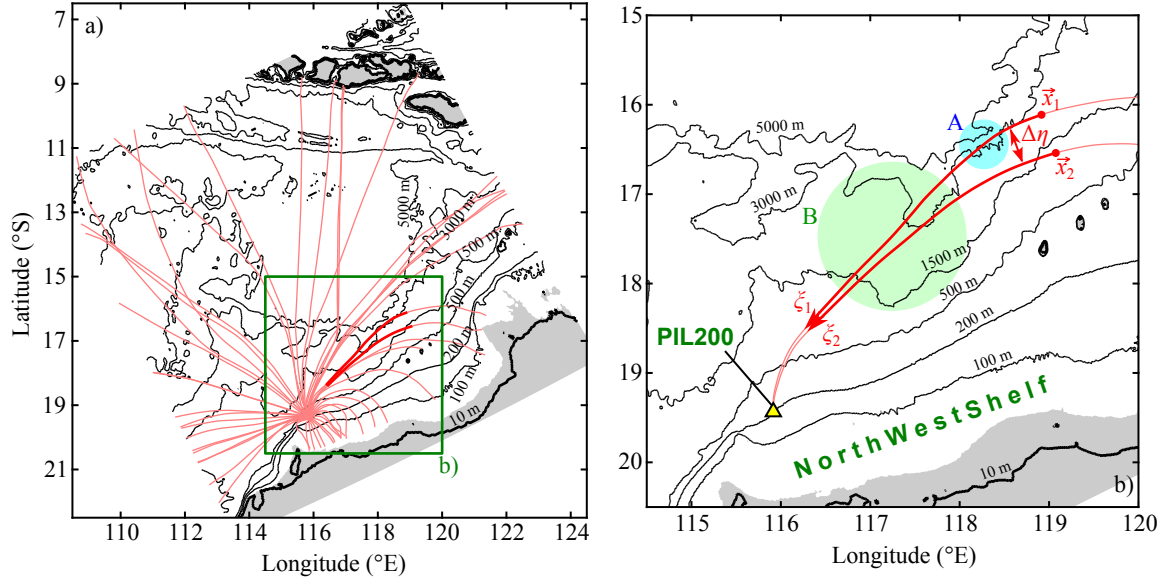 a)
7
9
11
13
15
17
19
21
Latitude (°S)
110
112
114
116
118
120
122
124
Longitude (°E)
5000 m
3000 m
500 m
500 m
200 m
100 m
10 m
b)
15
16
17
18
19
20
115
116
117
118
119
120
Longitude (°E)
5000 m
A
x⃗₁
Δη
x⃗₂
3000 m
B
1500 m
500 m
ξ₁
ξ₂
PIL200
200 m
100 m
NorthWestShelf
10 m
b)